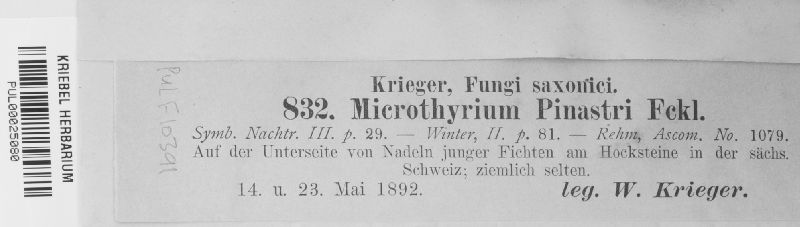 KRIEBEL HERBARIUM
PUL00025080
PUL F10391
Krieger, Fungi saxonici.
832. Microthyrium Pinastri Fckl.
Symb. Nachtr. III. p. 29. — Winter, II. p. 81. — Rehm, Ascom. No. 1079.
Auf der Unterseite von Nadeln junger Fichten am Hocksteine in der sächs.
Schweiz; ziemlich selten.
14. u. 23. Mai 1892. leg. W. Krieger.